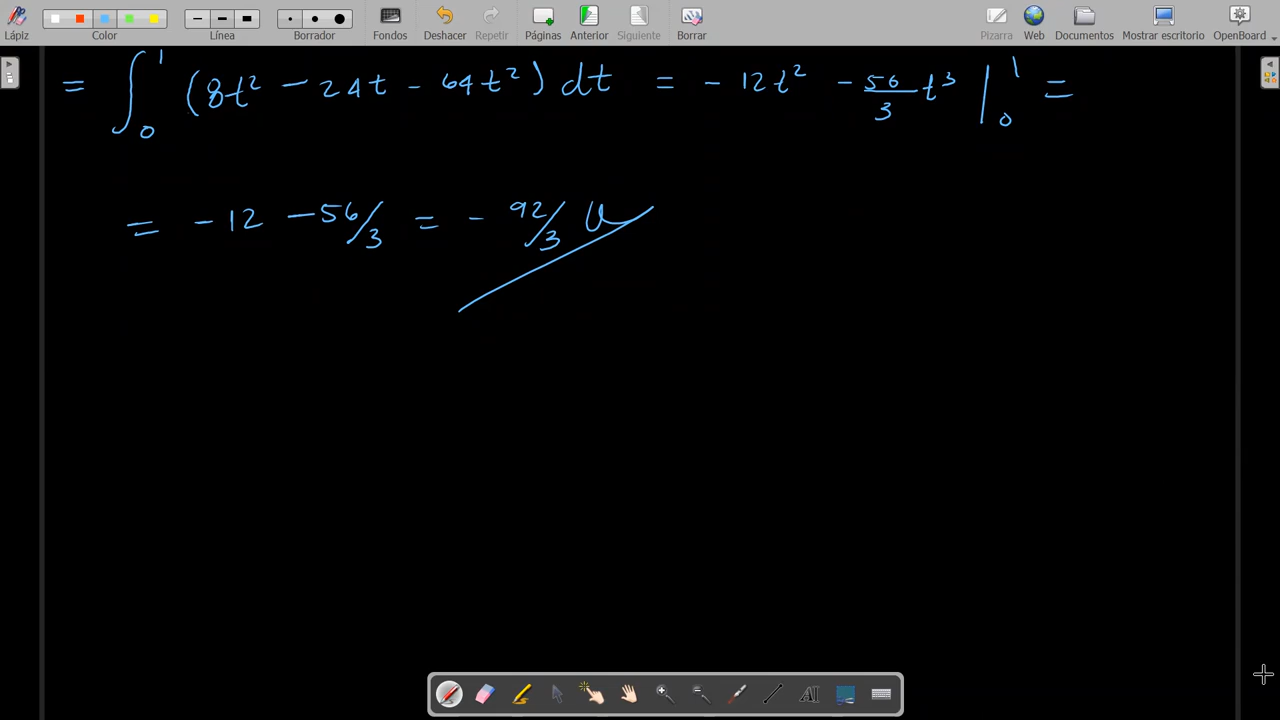 Lápiz Color Línea Borrador Fondos Deshacer Repetir Páginas Anterior Siguiente Borrar Pizarra Web Documentos Mostrar escritorio OpenBoard
= ∫₀¹ (8t² − 24t − 64t²) dt = − 12t² − 56/3 t³ |₀¹ =
= − 12 − 56/3 = − 92/3 V
AI